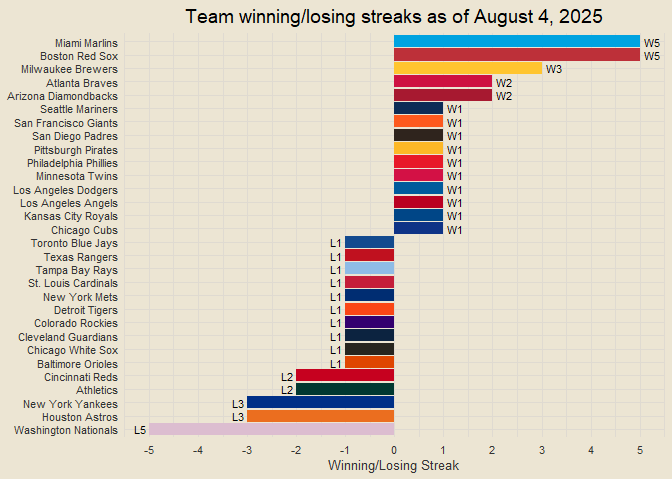 Team winning/losing streaks as of August 4, 2025
Miami Marlins W5
Boston Red Sox W5
Milwaukee Brewers W3
Atlanta Braves W2
Arizona Diamondbacks W2
Seattle Mariners W1
San Francisco Giants W1
San Diego Padres W1
Pittsburgh Pirates W1
Philadelphia Phillies W1
Minnesota Twins W1
Los Angeles Dodgers W1
Los Angeles Angels W1
Kansas City Royals W1
Chicago Cubs W1
Toronto Blue Jays L1
Texas Rangers L1
Tampa Bay Rays L1
St. Louis Cardinals L1
New York Mets L1
Detroit Tigers L1
Colorado Rockies L1
Cleveland Guardians L1
Chicago White Sox L1
Baltimore Orioles L1
Cincinnati Reds L2
Athletics L2
New York Yankees L3
Houston Astros L3
Washington Nationals L5
-5 -4 -3 -2 -1 0 1 2 3 4 5
Winning/Losing Streak